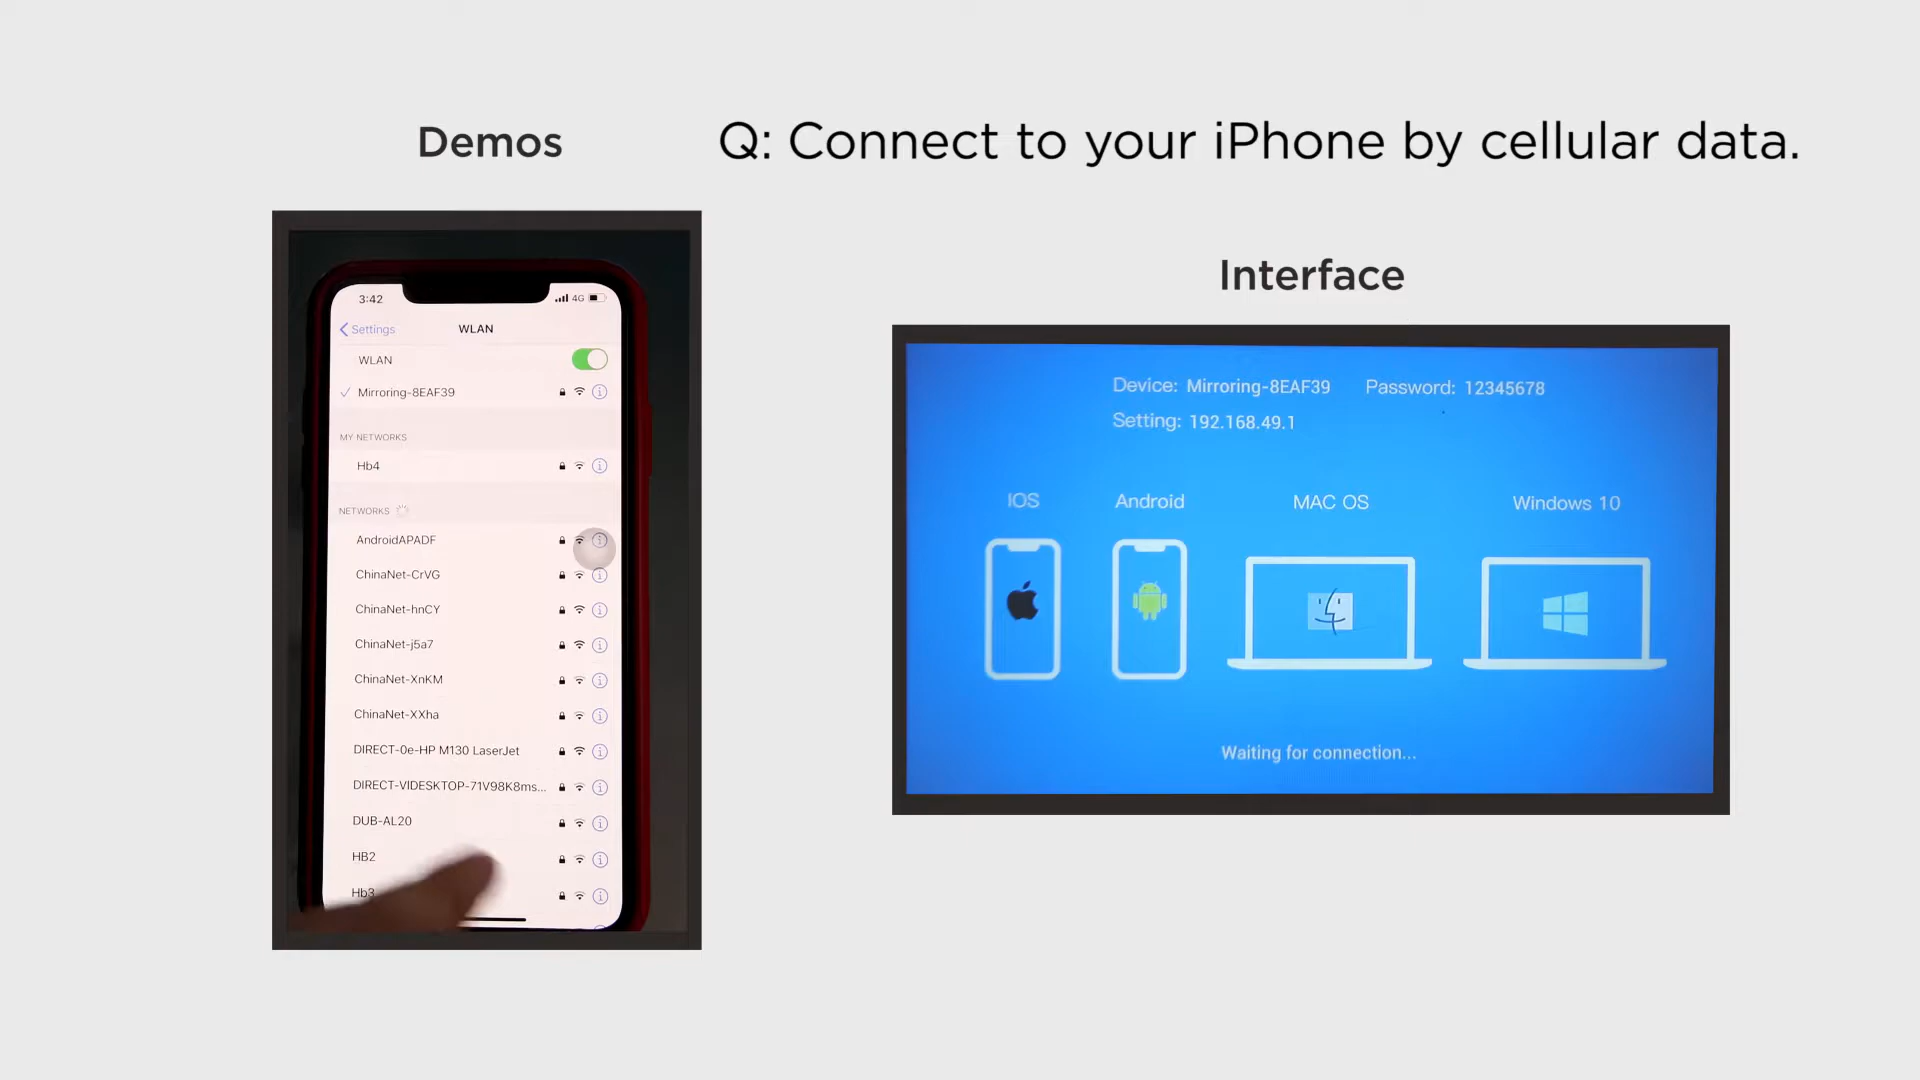 Demos
Q: Connect to your iPhone by cellular data.
3:42
4G
Settings
WLAN
WLAN
Mirroring-8EAF39
MY NETWORKS
Hb4
NETWORKS
AndroidAPADF
ChinaNet-CrVG
ChinaNet-hnCY
ChinaNet-j5a7
ChinaNet-XnKM
ChinaNet-XXha
DIRECT-0e-HP M130 LaserJet
DIRECT-VIDESKTOP-71V98K8ms...
DUB-AL20
HB2
Hb3
Interface
Device: Mirroring-8EAF39 Password: 12345678
Setting: 192.168.49.1
IOS Android MAC OS Windows 10
Waiting for connection...